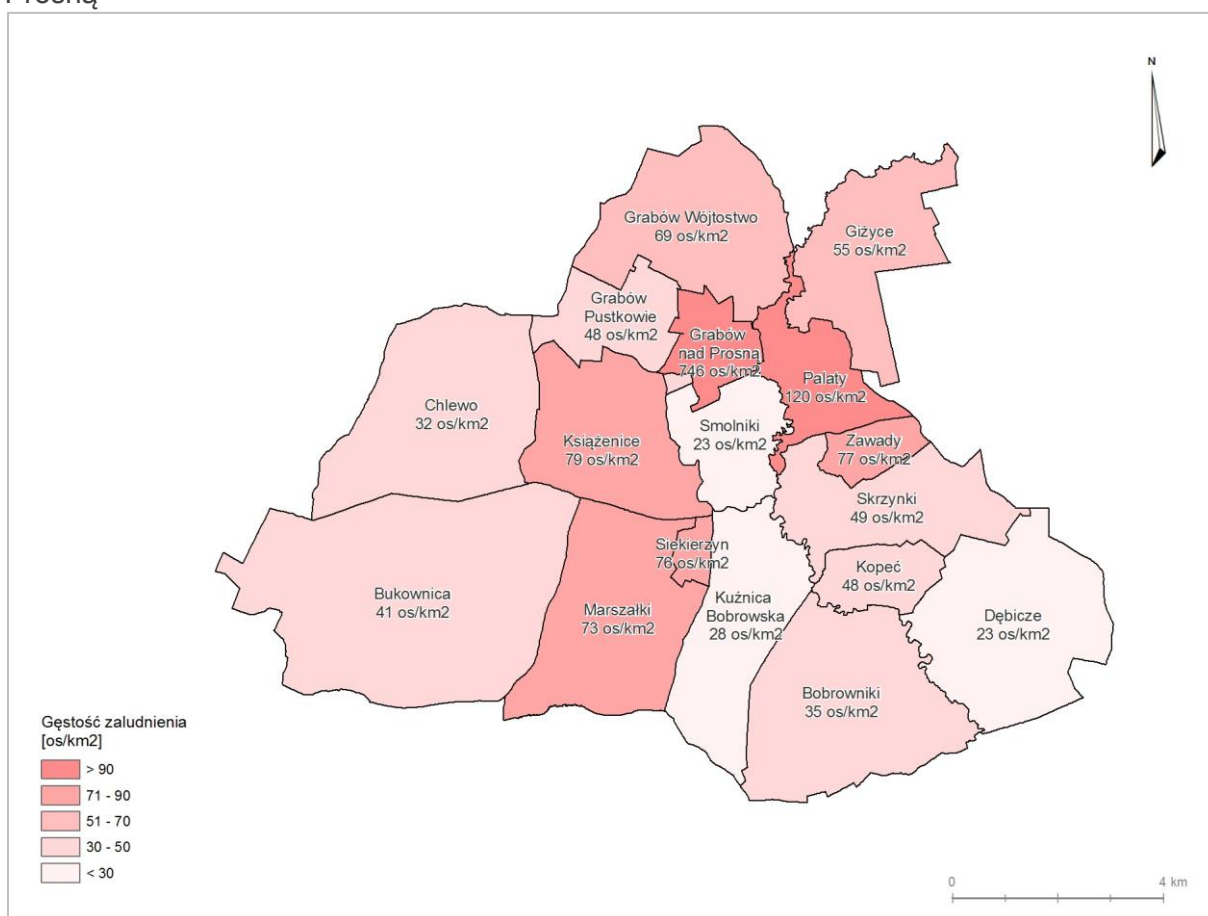 Prosną
N
Grabów Wójtostwo
69 os/km2
Giżyce
55 os/km2
Grabów
Pustkowie
48 os/km2
Grabów
nad Prosną
746 os/km2
Palaty
120 os/km2
Chlewo
32 os/km2
Książenice
79 os/km2
Smolniki
23 os/km2
Zawady
77 os/km2
Skrzynki
49 os/km2
Siekierzyn
76 os/km2
Kopeć
48 os/km2
Bukownica
41 os/km2
Marszałki
73 os/km2
Kuźnica
Bobrowska
28 os/km2
Dębicze
23 os/km2
Bobrowniki
35 os/km2
Gęstość zaludnienia
[os/km2]
> 90
71 - 90
51 - 70
30 - 50
< 30
0 4 km